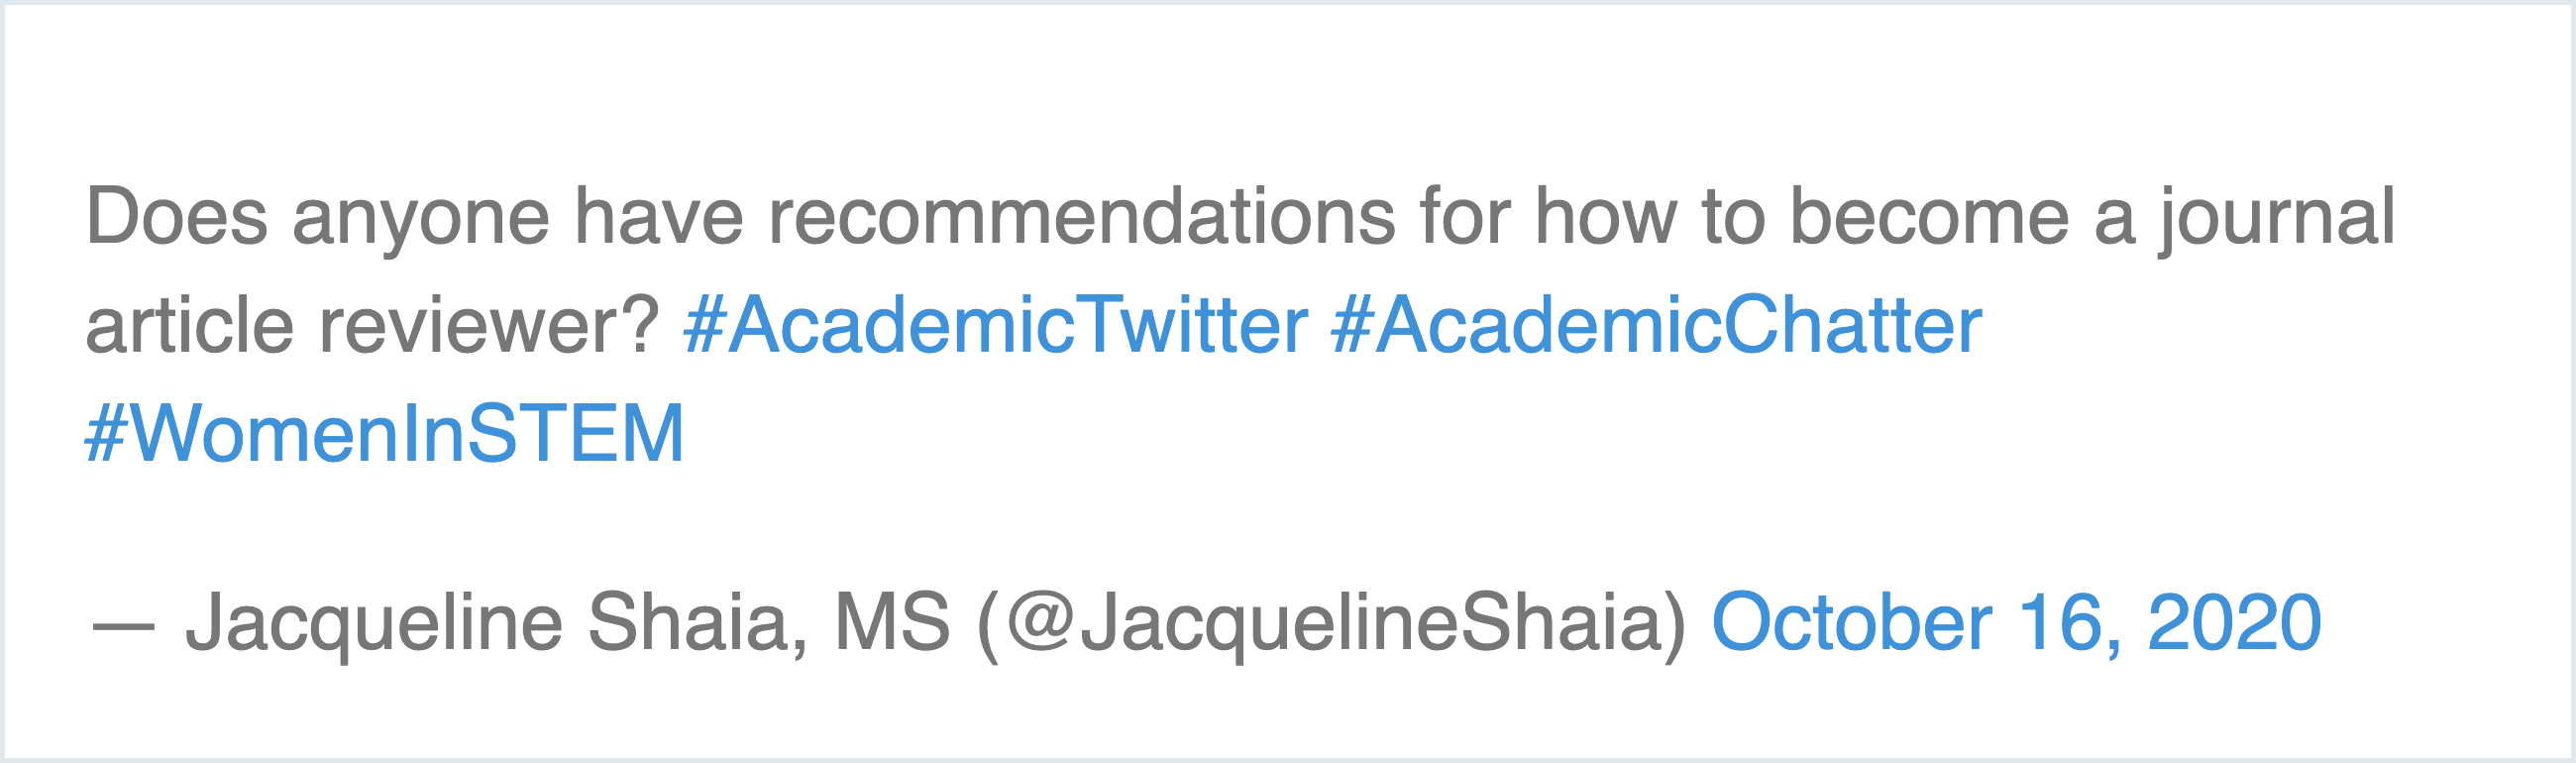 Does anyone have recommendations for how to become a journal
article reviewer? #AcademicTwitter #AcademicChatter
#WomenInSTEM
— Jacqueline Shaia, MS (@JacquelineShaia) October 16, 2020